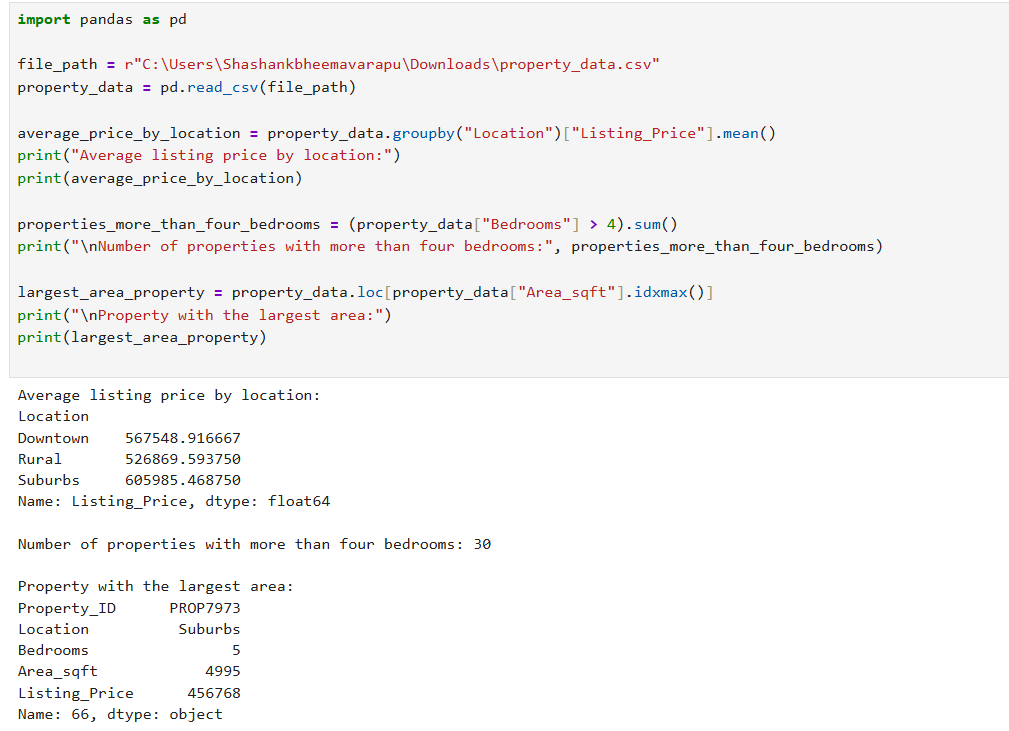 import pandas as pd
file_path = r"C:\Users\Shashankbheemavarapu\Downloads\property_data.csv"
property_data = pd.read_csv(file_path)
average_price_by_location = property_data.groupby("Location")["Listing_Price"].mean()
print("Average listing price by location:")
print(average_price_by_location)
properties_more_than_four_bedrooms = (property_data["Bedrooms"] > 4).sum()
print("\nNumber of properties with more than four bedrooms:", properties_more_than_four_bedrooms)
largest_area_property = property_data.loc[property_data["Area_sqft"].idxmax()]
print("\nProperty with the largest area:")
print(largest_area_property)
Average listing price by location:
Location
Downtown    567548.916667
Rural       526869.593750
Suburbs     605985.468750
Name: Listing_Price, dtype: float64
Number of properties with more than four bedrooms: 30
Property with the largest area:
Property_ID      PROP7973
Location          Suburbs
Bedrooms                5
Area_sqft            4995
Listing_Price      456768
Name: 66, dtype: object